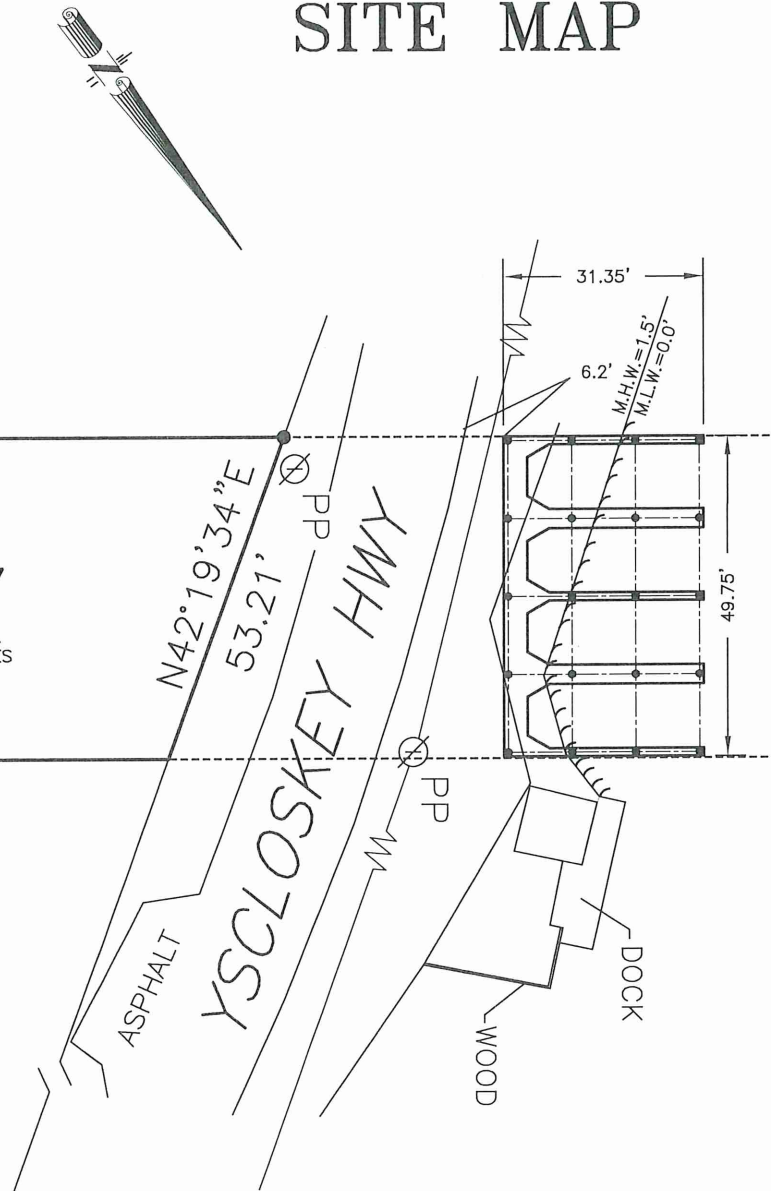 SITE MAP
31.35'
M.H.W.=1.5'
M.L.W.=0.0'
6.2'
N42°19'34"E
53.21'
PP
YSCLOSKEY HWY
49.75'
PP
ASPHALT
DOCK
WOOD